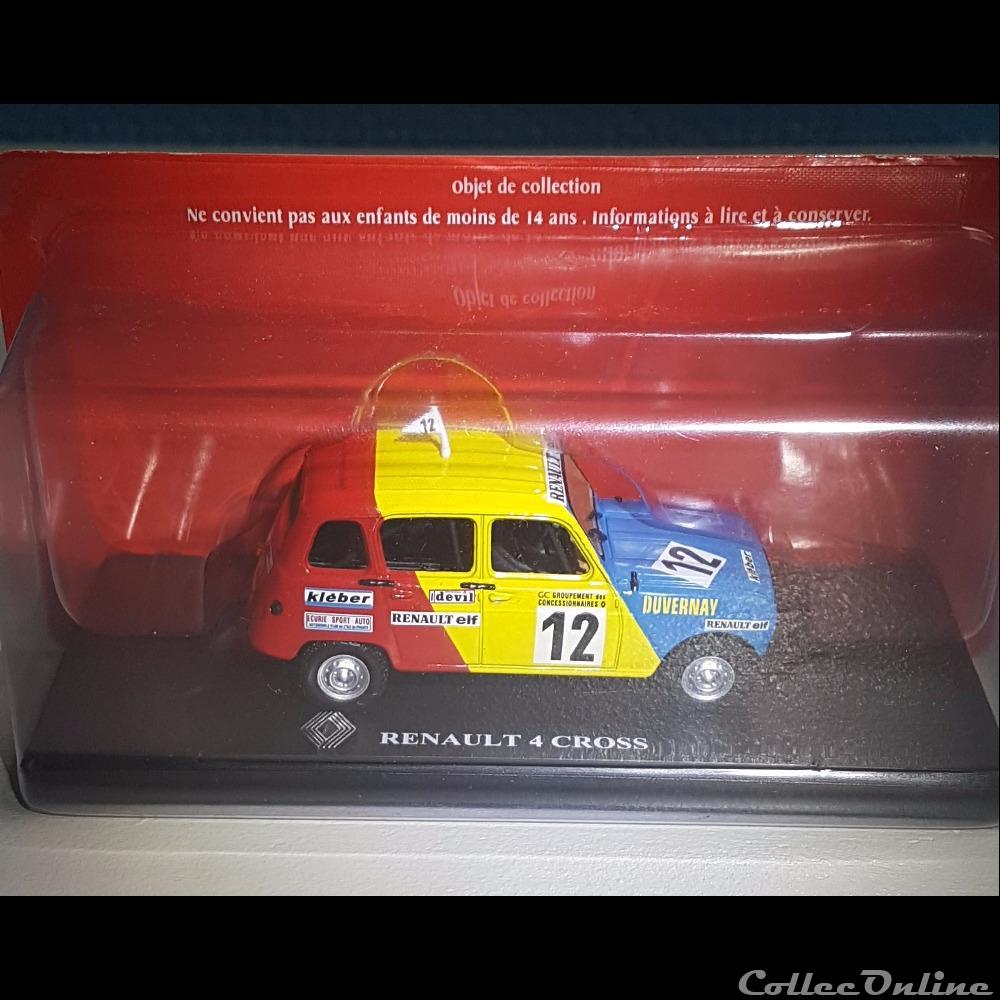 Objet de collection
Ne convient pas aux enfants de moins de 14 ans . Informations à lire et à conserver.
12
RENAULT
12
kleber
kléber
devil
GC GROUPEMENT des
CONCESSIONNAIRES
DUVERNAY
ECURIE SPORT AUTO
RENAULT elf
12
RENAULT elf
RENAULT 4 CROSS
CollecOnline